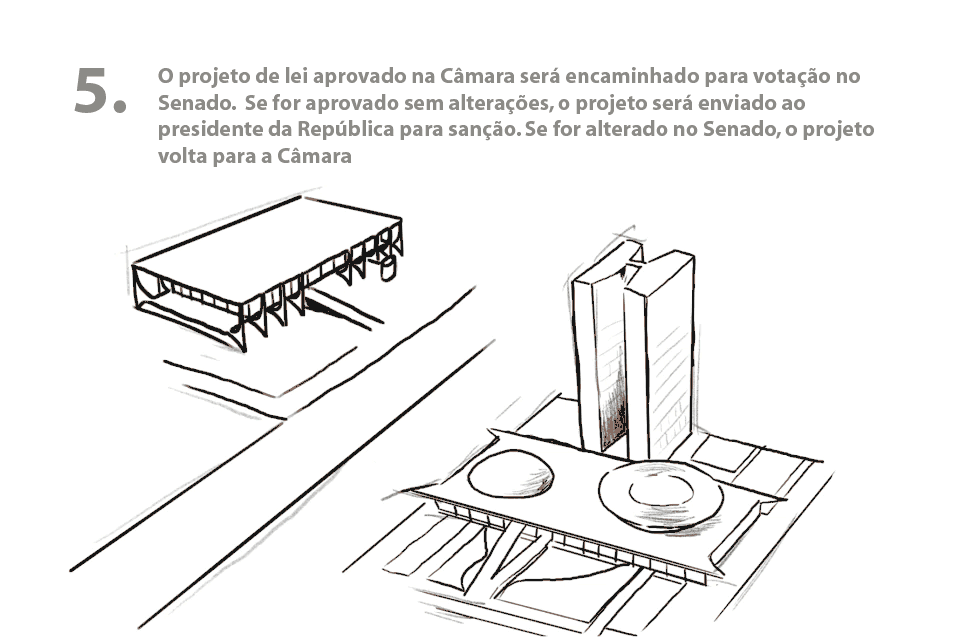 5.
O projeto de lei aprovado na Câmara será encaminhado para votação no
Senado.  Se for aprovado sem alterações, o projeto será enviado ao
presidente da República para sanção. Se for alterado no Senado, o projeto
volta para a Câmara